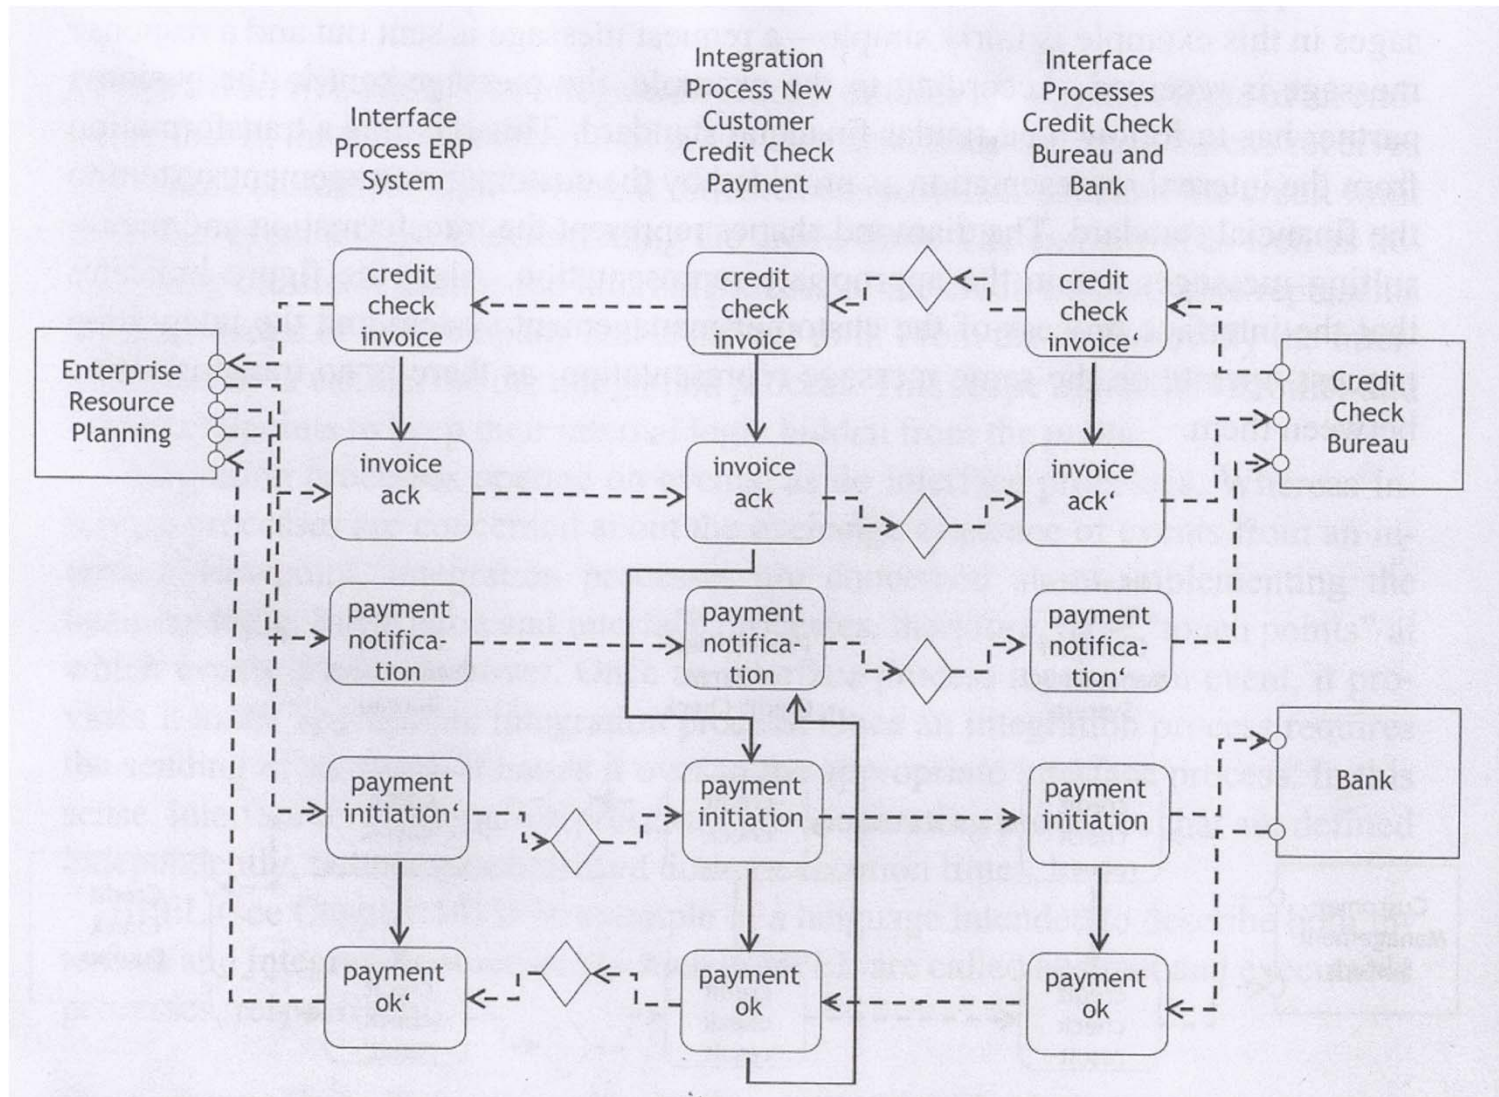 Interface
Process ERP
System
Integration
Process New
Customer
Credit Check
Payment
Interface
Processes
Credit Check
Bureau and
Bank
credit
check
invoice
credit
check
invoice
credit
check
invoice‘
Enterprise
Resource
Planning
Credit
Check
Bureau
invoice
ack
invoice
ack
invoice
ack‘
payment
notifica-
tion
payment
notifica-
tion
payment
notifica-
tion‘
payment
initiation‘
payment
initiation
payment
initiation
Bank
payment
ok‘
payment
ok
payment
ok